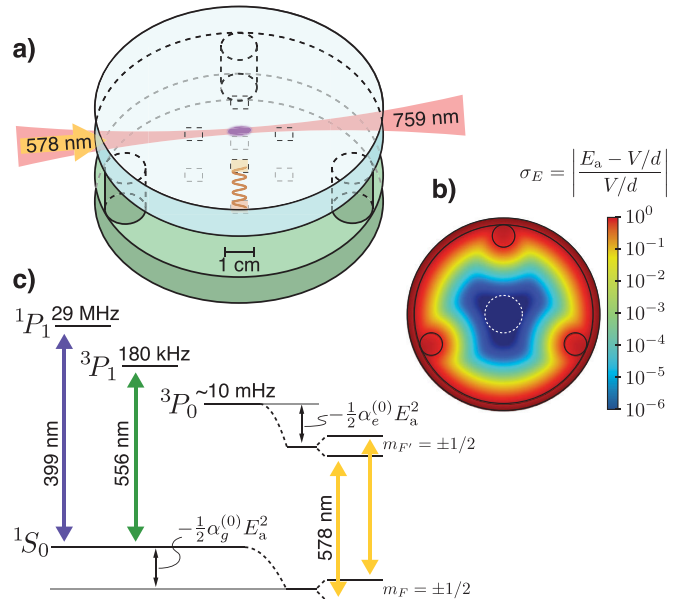 a)
578 nm
759 nm
1 cm
b)
σ_E = | (E_a − V/d) / (V/d) |
10^0
10^-1
10^-2
10^-3
10^-4
10^-5
10^-6
c)
^1P_1 29 MHz
^3P_1 180 kHz
^3P_0 ~10 mHz
−½α_e^(0)E_a^2
m_F' = ±1/2
399 nm
556 nm
578 nm
^1S_0
−½α_g^(0)E_a^2
m_F = ±1/2